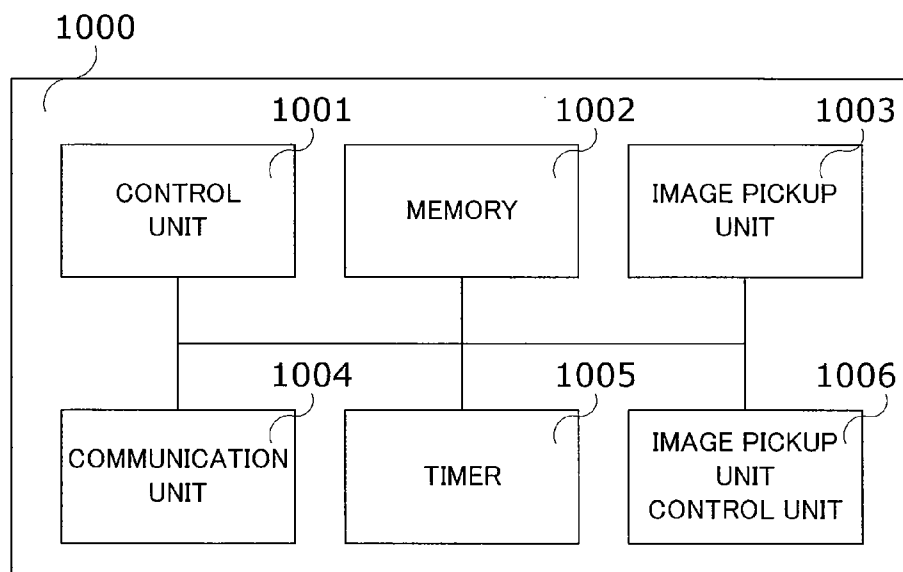 1000
1001
1002
1003
CONTROL
UNIT
MEMORY
IMAGE PICKUP
UNIT
1004
1005
1006
COMMUNICATION
UNIT
TIMER
IMAGE PICKUP
UNIT
CONTROL UNIT